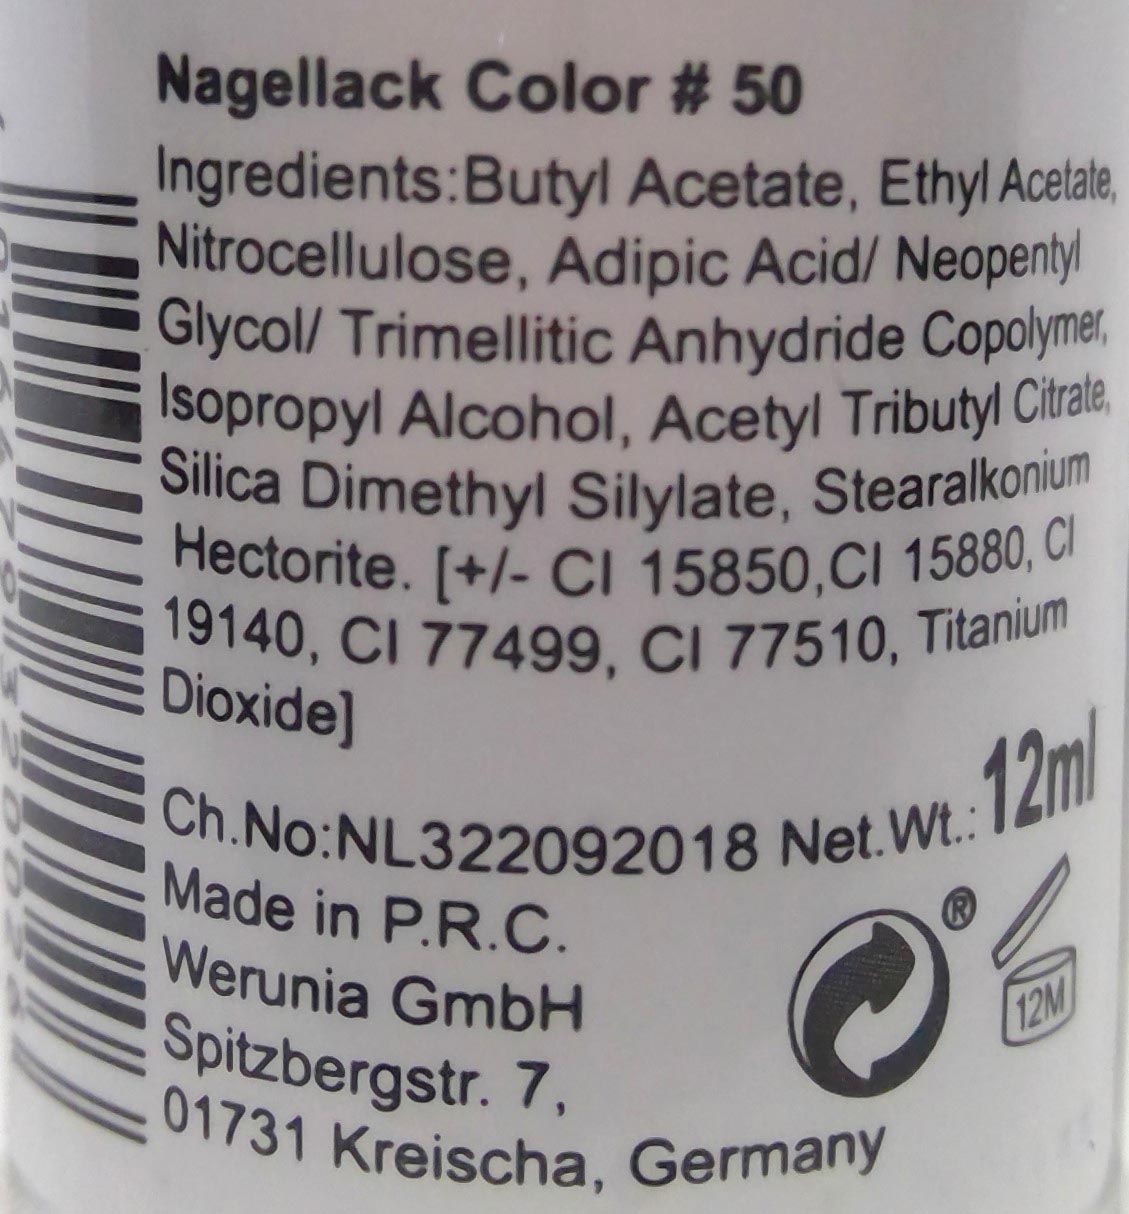 Nagellack Color # 50
Ingredients:Butyl Acetate, Ethyl Acetate,
Nitrocellulose, Adipic Acid/ Neopentyl
Glycol/ Trimellitic Anhydride Copolymer,
Isopropyl Alcohol, Acetyl Tributyl Citrate,
Silica Dimethyl Silylate, Stearalkonium
Hectorite. [+/- CI 15850,CI 15880, CI
19140, CI 77499, CI 77510, Titanium
Dioxide]
Ch.No:NL322092018 Net.Wt.: 12ml
Made in P.R.C.
Werunia GmbH
Spitzbergstr. 7,
01731 Kreischa, Germany
®
12M